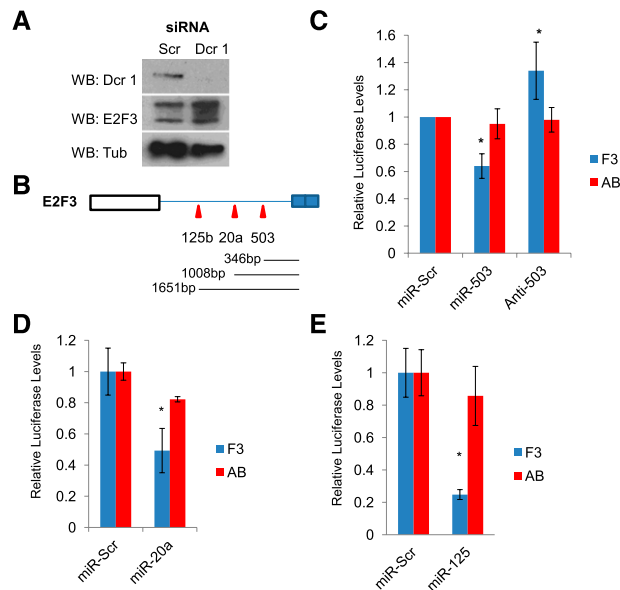 A
siRNA
Scr Dcr 1
WB: Dcr 1
WB: E2F3
WB: Tub
B
E2F3
125b 20a 503
346bp
1008bp
1651bp
C
Relative Luciferase Levels
1.6
1.4
1.2
1
0.8
0.6
0.4
0.2
0
*
*
miR-Scr
miR-503
Anti-503
F3
AB
D
Relative Luciferase Levels
1.2
1
0.8
0.6
0.4
0.2
0
*
miR-Scr
miR-20a
F3
AB
E
Relative Luciferase Levels
1.2
1
0.8
0.6
0.4
0.2
0
*
miR-Scr
miR-125
F3
AB